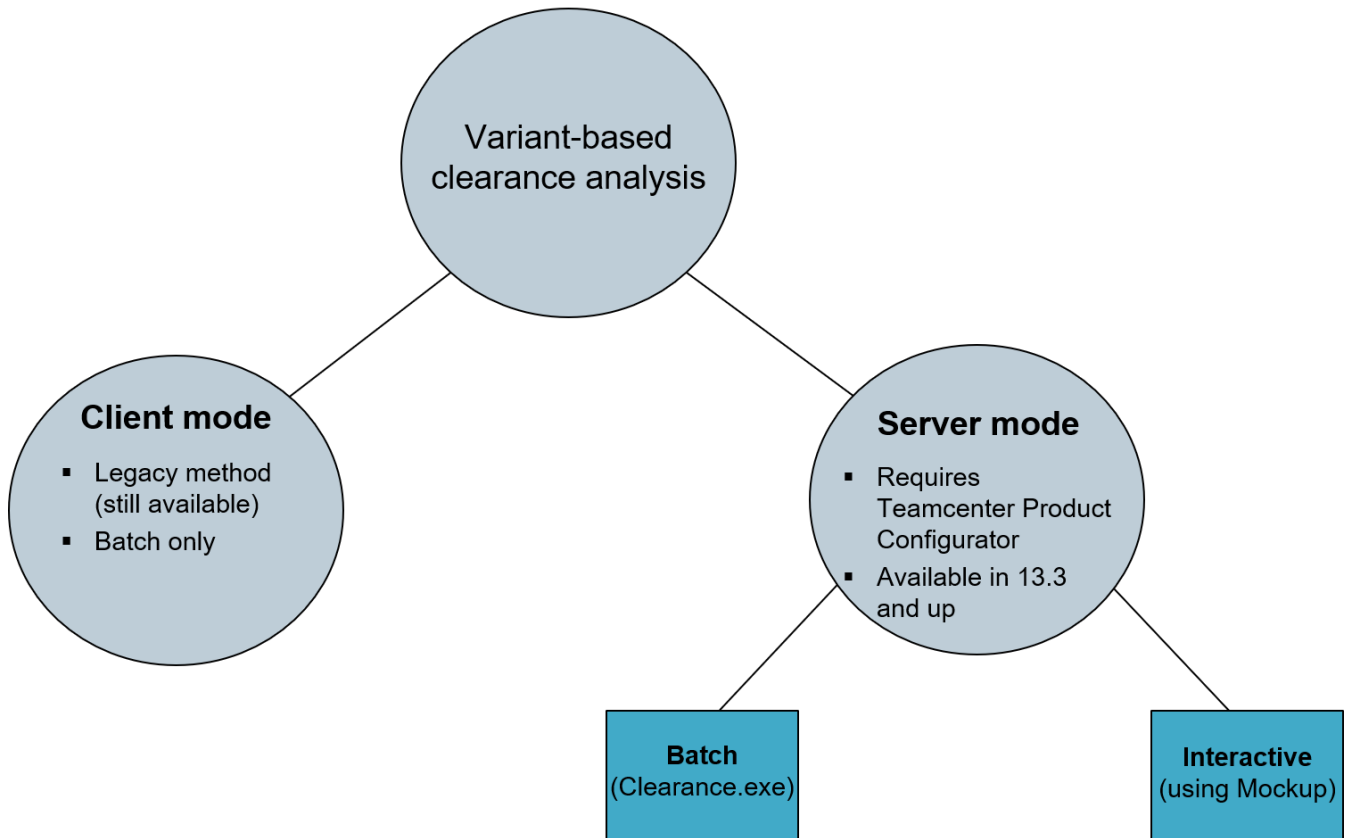 Variant-based
clearance analysis
Client mode
▪ Legacy method
(still available)
▪ Batch only
Server mode
▪ Requires
Teamcenter Product
Configurator
▪ Available in 13.3
and up
Batch
(Clearance.exe)
Interactive
(using Mockup)